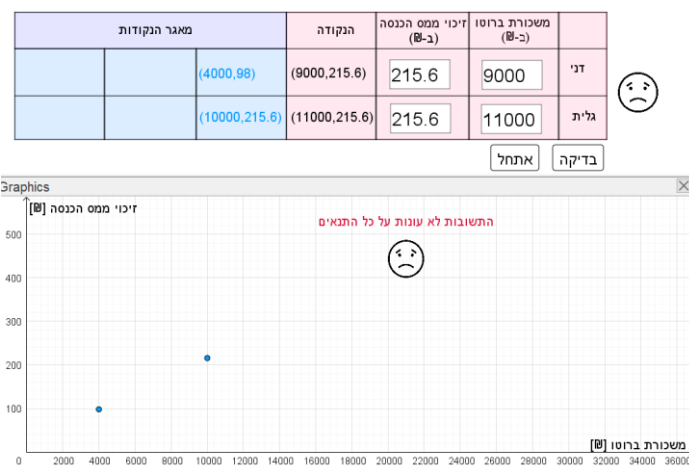 משכורת ברוטו (ב-₪) זיכוי ממס הכנסה (ב-₪) הנקודה מאגר הנקודות
דני 9000 215.6 (9000,215.6) (4000,98)
גלית 11000 215.6 (11000,215.6) (10000,215.6)
בדיקה אתחל
Graphics
זיכוי ממס הכנסה [₪]
התשובות לא עונות על כל התנאים
500
400
300
200
100
משכורת ברוטו [₪]
0 2000 4000 6000 8000 10000 12000 14000 16000 18000 20000 22000 24000 26000 28000 30000 32000 34000 36000